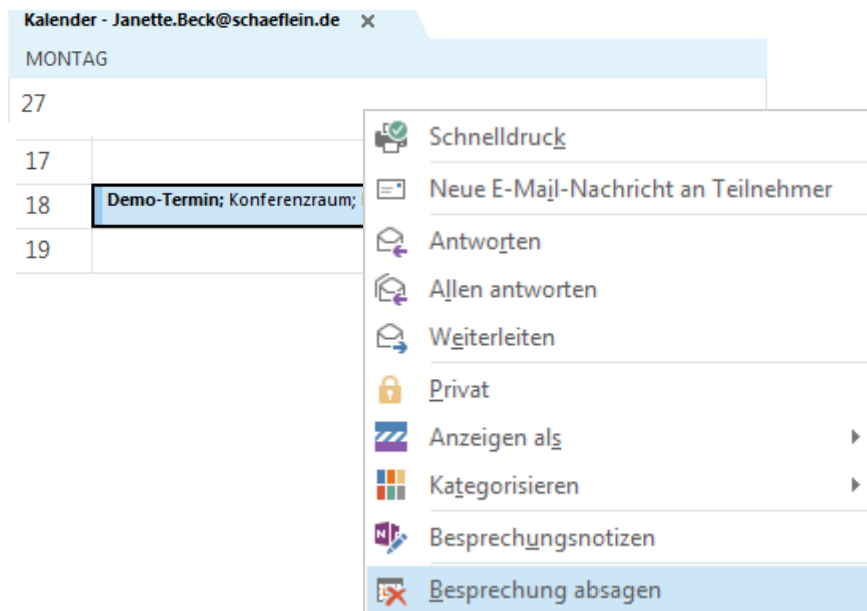 Kalender - Janette.Beck@schaeflein.de
MONTAG
27
17
18
Demo-Termin; Konferenzraum;
19
Schnelldruck
Neue E-Mail-Nachricht an Teilnehmer
Antworten
Allen antworten
Weiterleiten
Privat
Anzeigen als
Kategorisieren
Besprechungsnotizen
Besprechung absagen